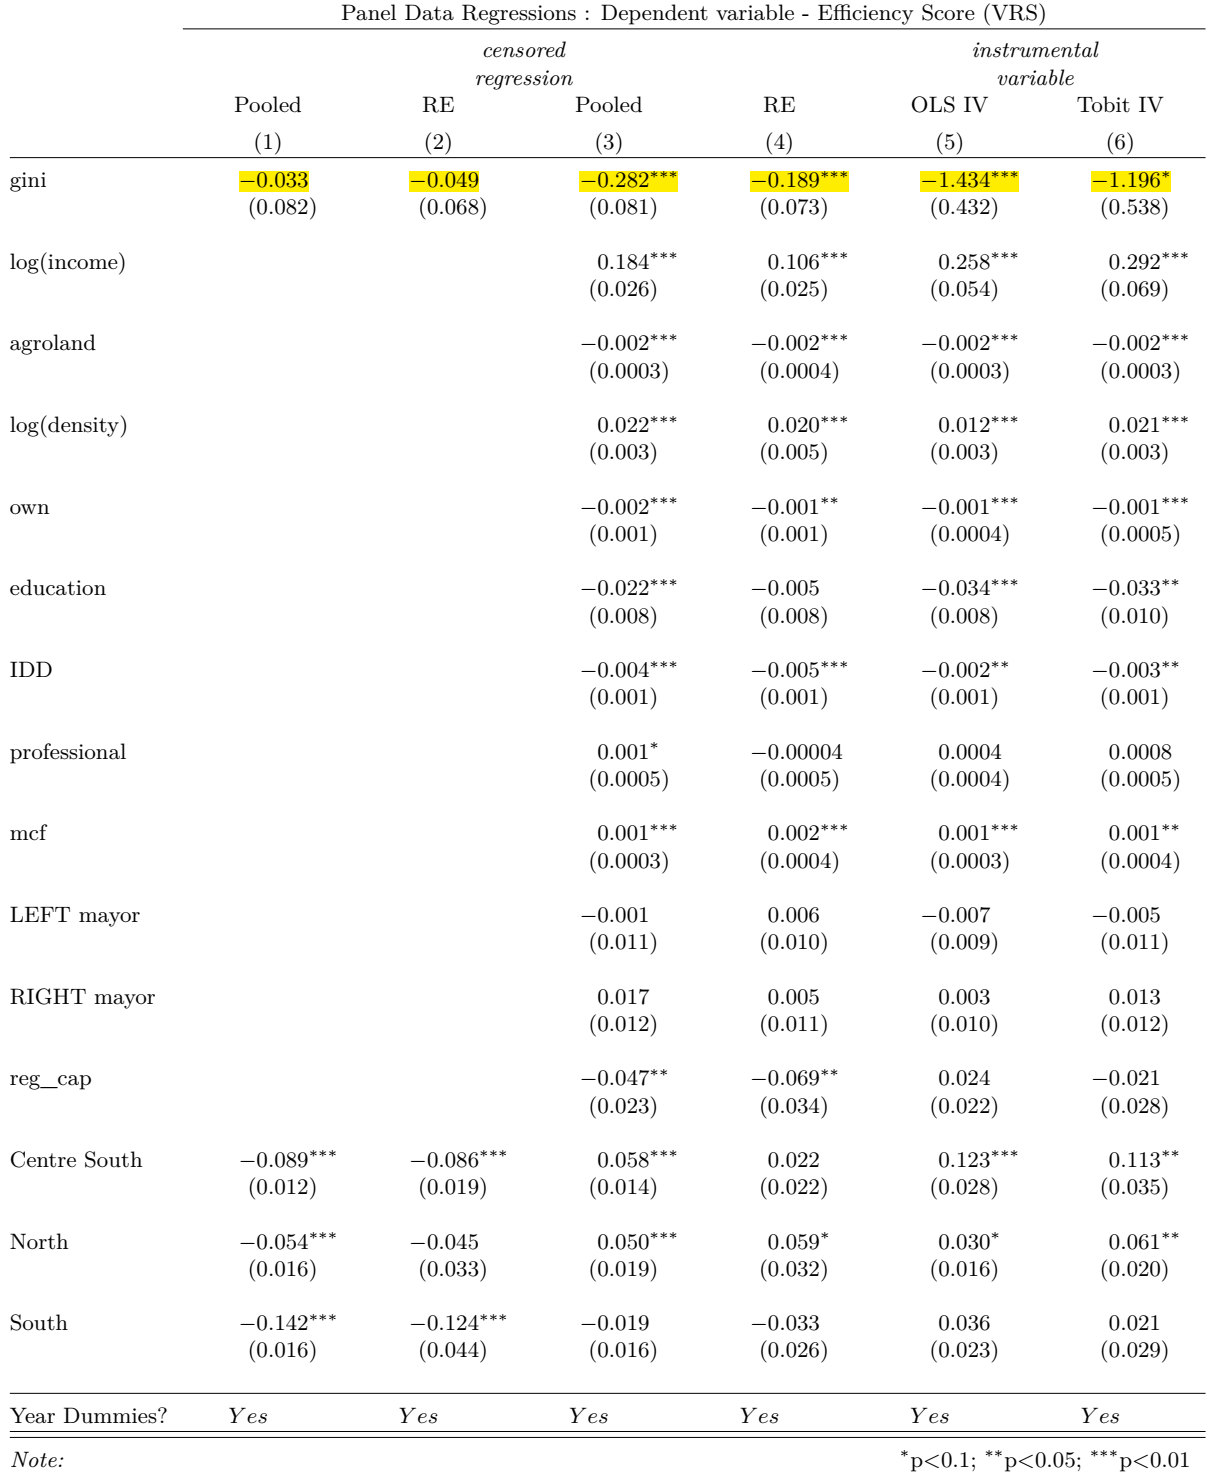 Panel Data Regressions : Dependent variable - Efficiency Score (VRS)
censored instrumental
regression variable
Pooled RE Pooled RE OLS IV Tobit IV
(1) (2) (3) (4) (5) (6)
gini −0.033 −0.049 −0.282*** −0.189*** −1.434*** −1.196*
(0.082) (0.068) (0.081) (0.073) (0.432) (0.538)
log(income) 0.184*** 0.106*** 0.258*** 0.292***
(0.026) (0.025) (0.054) (0.069)
agroland −0.002*** −0.002*** −0.002*** −0.002***
(0.0003) (0.0004) (0.0003) (0.0003)
log(density) 0.022*** 0.020*** 0.012*** 0.021***
(0.003) (0.005) (0.003) (0.003)
own −0.002*** −0.001** −0.001*** −0.001***
(0.001) (0.001) (0.0004) (0.0005)
education −0.022*** −0.005 −0.034*** −0.033**
(0.008) (0.008) (0.008) (0.010)
IDD −0.004*** −0.005*** −0.002** −0.003**
(0.001) (0.001) (0.001) (0.001)
professional 0.001* −0.00004 0.0004 0.0008
(0.0005) (0.0005) (0.0004) (0.0005)
mcf 0.001*** 0.002*** 0.001*** 0.001**
(0.0003) (0.0004) (0.0003) (0.0004)
LEFT mayor −0.001 0.006 −0.007 −0.005
(0.011) (0.010) (0.009) (0.011)
RIGHT mayor 0.017 0.005 0.003 0.013
(0.012) (0.011) (0.010) (0.012)
reg_cap −0.047** −0.069** 0.024 −0.021
(0.023) (0.034) (0.022) (0.028)
Centre South −0.089*** −0.086*** 0.058*** 0.022 0.123*** 0.113**
(0.012) (0.019) (0.014) (0.022) (0.028) (0.035)
North −0.054*** −0.045 0.050*** 0.059* 0.030* 0.061**
(0.016) (0.033) (0.019) (0.032) (0.016) (0.020)
South −0.142*** −0.124*** −0.019 −0.033 0.036 0.021
(0.016) (0.044) (0.016) (0.026) (0.023) (0.029)
Year Dummies? Yes Yes Yes Yes Yes Yes
Note: *p<0.1; **p<0.05; ***p<0.01